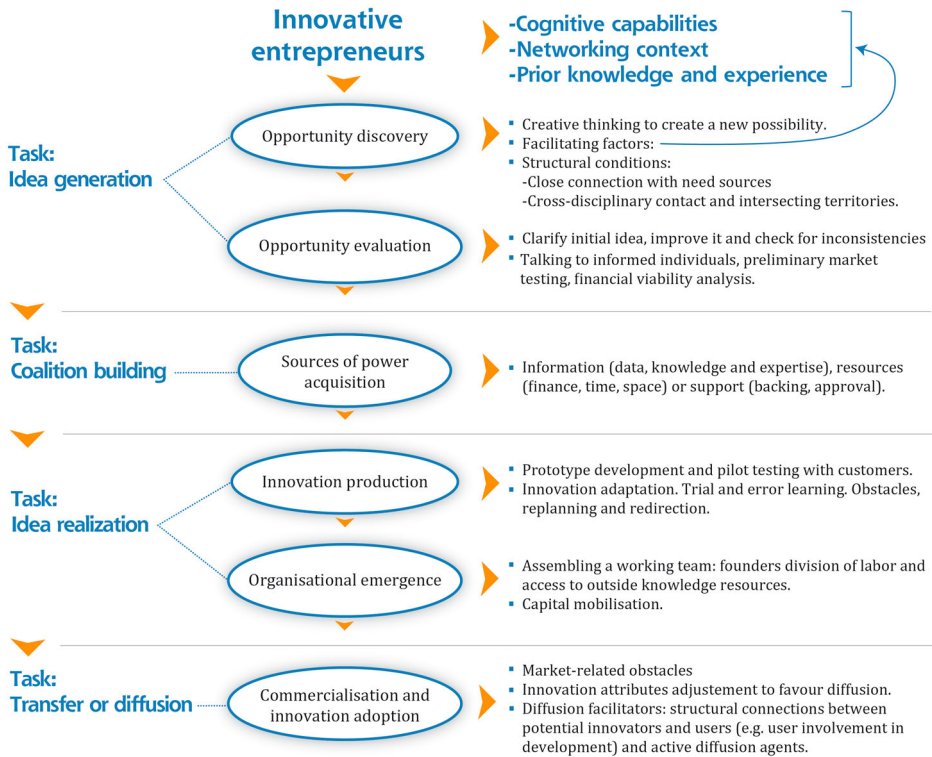 Innovative
entrepreneurs
-Cognitive capabilities
-Networking context
-Prior knowledge and experience
Task:
Idea generation
Opportunity discovery
▪ Creative thinking to create a new possibility.
▪ Facilitating factors:
▪ Structural conditions:
-Close connection with need sources
-Cross-disciplinary contact and intersecting territories.
Opportunity evaluation
▪ Clarify initial idea, improve it and check for inconsistencies
▪ Talking to informed individuals, preliminary market
testing, financial viability analysis.
Task:
Coalition building
Sources of power
acquisition
▪ Information (data, knowledge and expertise), resources
(finance, time, space) or support (backing, approval).
Task:
Idea realization
Innovation production
▪ Prototype development and pilot testing with customers.
▪ Innovation adaptation. Trial and error learning. Obstacles,
replanning and redirection.
Organisational emergence
▪ Assembling a working team: founders division of labor and
access to outside knowledge resources.
▪ Capital mobilisation.
Task:
Transfer or diffusion
Commercialisation and
innovation adoption
▪ Market-related obstacles
▪ Innovation attributes adjustement to favour diffusion.
▪ Diffusion facilitators: structural connections between
potential innovators and users (e.g. user involvement in
development) and active diffusion agents.